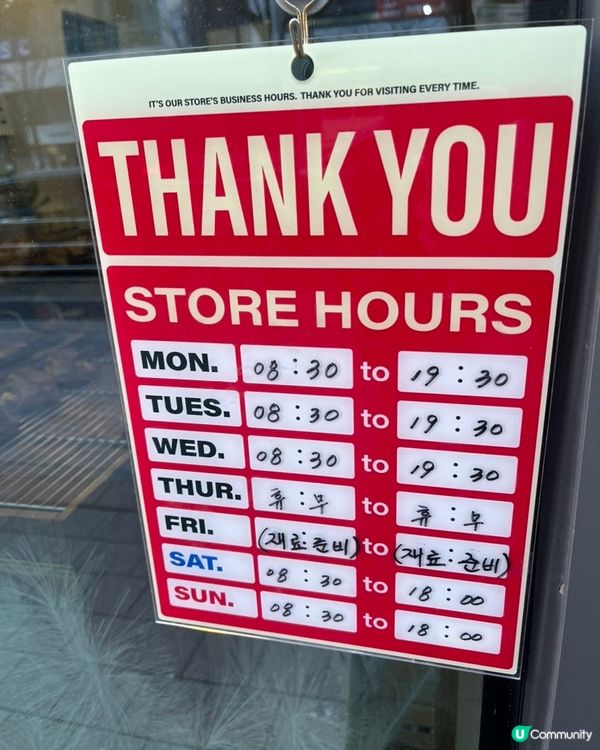 IT'S OUR STORE'S BUSINESS HOURS. THANK YOU FOR VISITING EVERY TIME.
THANK YOU
STORE HOURS
MON. 08:30 to 19:30
TUES. 08:30 to 19:30
WED. 08:30 to 19:30
THUR. 휴:무 to 휴:무
FRI. (재료:준비) to (재료:준비)
SAT. 08:30 to 18:00
SUN. 08:30 to 18:00
U Community